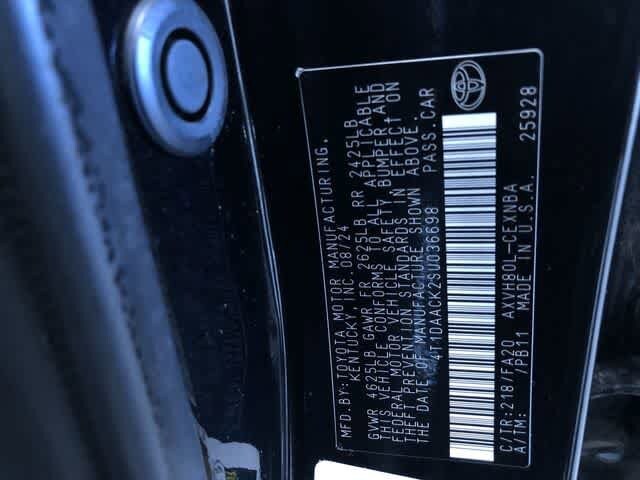 MFD.BY:TOYOTA MOTOR MANUFACTURING,
KENTUCKY, INC. 08/24
GVWR 4625LB GAWR FR 2625LB RR 2425LB
THIS VEHICLE CONFORMS TO ALL APPLICABLE
FEDERAL MOTOR VEHICLE SAFETY BUMPER AND
THEFT PREVENTION STANDARDS IN EFFECT ON
THE DATE OF MANUFACTURE SHOWN ABOVE.
4T1DAACK2SU036698 PASS.CAR
C/TR:218/FA20 AXVH80L-CEXNBA
A/TM: /PB11 MADE IN U.S.A. 25928